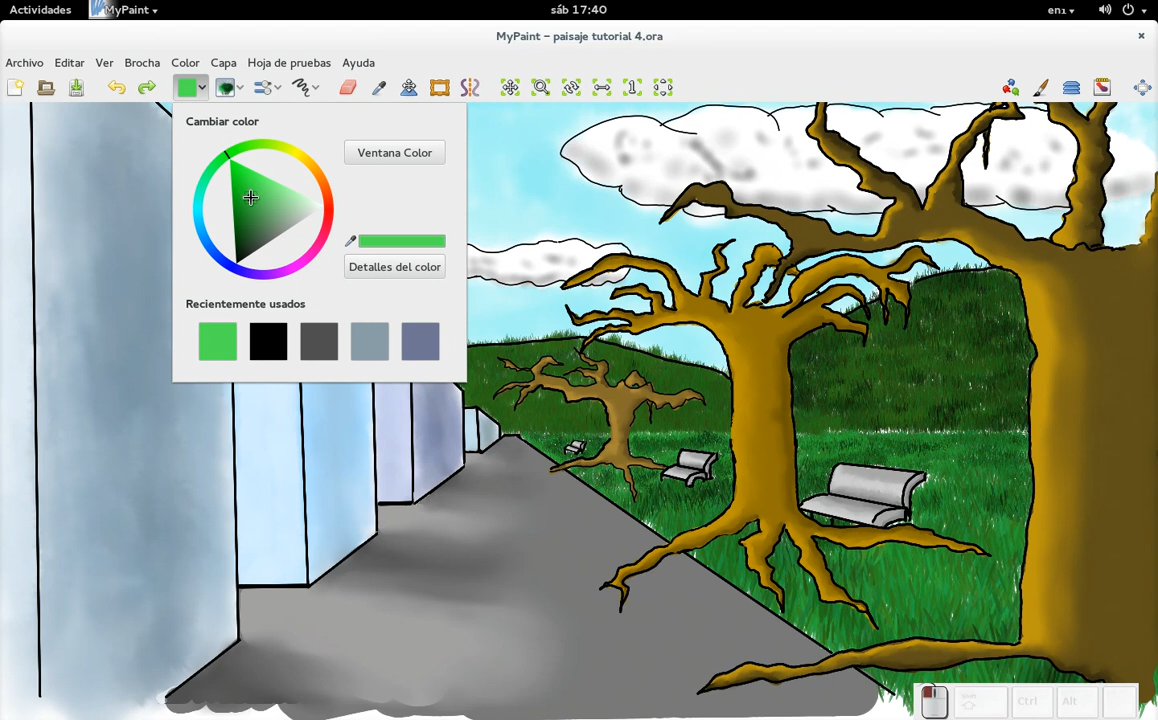 Actividades MyPaint sáb 17:40 en1
MyPaint – paisaje tutorial 4.ora
Archivo Editar Ver Brocha Color Capa Hoja de pruebas Ayuda
Cambiar color
Ventana Color
Detalles del color
Recientemente usados
Ctrl Alt